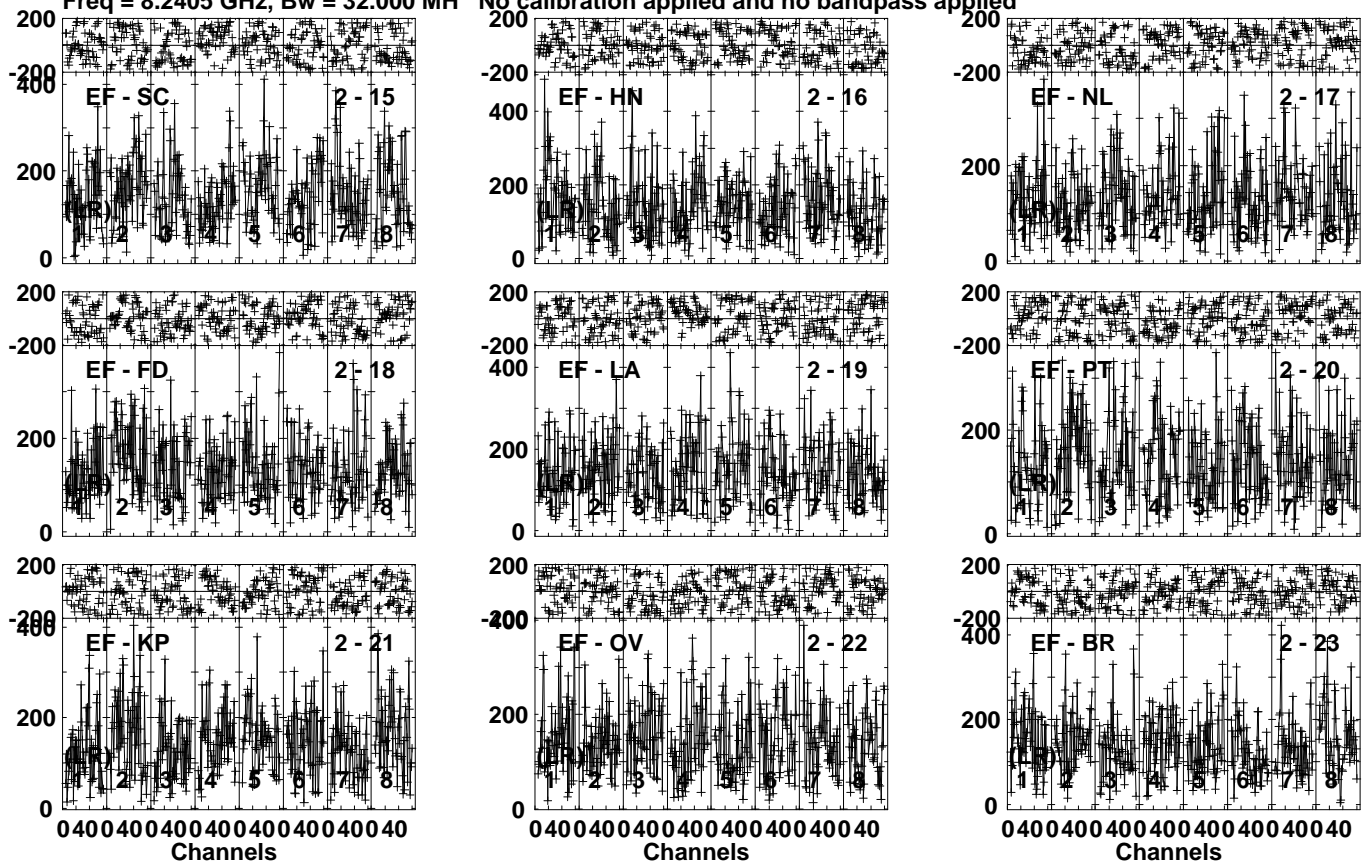 Freq = 8.2405 GHz, Bw = 32.000 MH No calibration applied and no bandpass applied
200 200 200
-200 -200 -200
400
EF - SC 2 - 15 EF - HN 2 - 16 EF - NL 2 - 17
400
200 200 200
(LR) (LR) (LR)
1 2 3 4 5 6 7 8 1 2 3 4 5 6 7 8 1 2 3 4 5 6 7 8
0 0 0
200 200 200
-200 -200 -200
EF - FD 2 - 18 EF - LA 2 - 19 EF - PT 2 - 20
400
200 200 200
(LR) (LR) (LR)
1 2 3 4 5 6 7 8 1 2 3 4 5 6 7 8 1 2 3 4 5 6 7 8
0 0 0
200 200 200
-200 -200 -200
400 400 400
EF - KP 2 - 21 EF - OV 2 - 22 EF - BR 2 - 23
200 200 200
(LR) (LR) (LR)
1 2 3 4 5 6 7 8 1 2 3 4 5 6 7 8 1 2 3 4 5 6 7 8
0 0 0
0 40 0 40 0 40 0 40 0 40 0 40 0 40 0 40 0 40 0 40 0 40 0 40 0 40 0 40 0 40 0 40 0 40 0 40 0 40 0 40 0 40 0 40 0 40 0 40
Channels Channels Channels